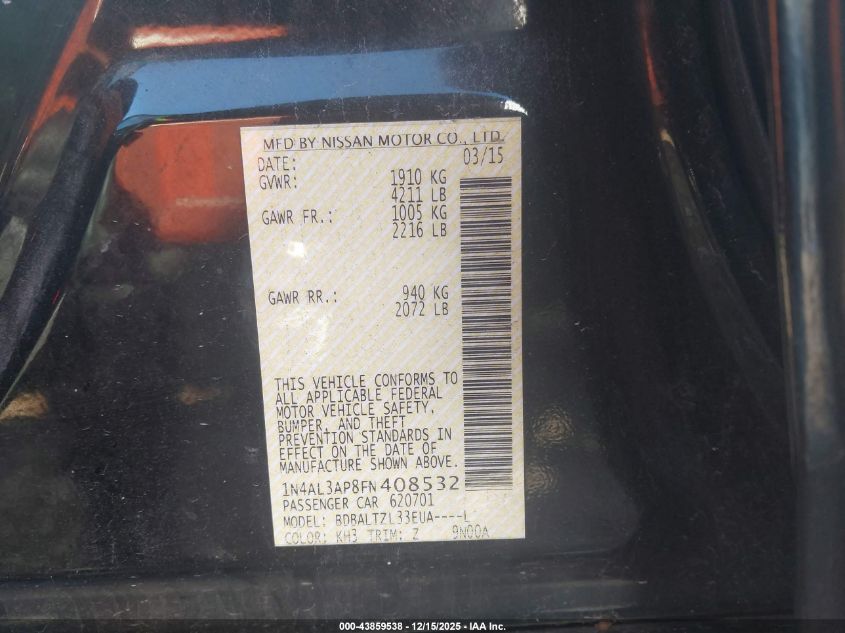 MFD BY NISSAN MOTOR CO., LTD.
DATE: 03/15
GVWR: 1910 KG
4211 LB
GAWR FR.: 1005 KG
2216 LB
GAWR RR.: 940 KG
2072 LB
THIS VEHICLE CONFORMS TO
ALL APPLICABLE FEDERAL
MOTOR VEHICLE SAFETY,
BUMPER, AND THEFT
PREVENTION STANDARDS IN
EFFECT ON THE DATE OF
MANUFACTURE SHOWN ABOVE.
1N4AL3AP8FN408532
PASSENGER CAR 620701
MODEL: BDBALTZL33EUA----L
COLOR: KH3 TRIM: Z 9N00A
000-43859538 - 12/15/2025 - IAA Inc.